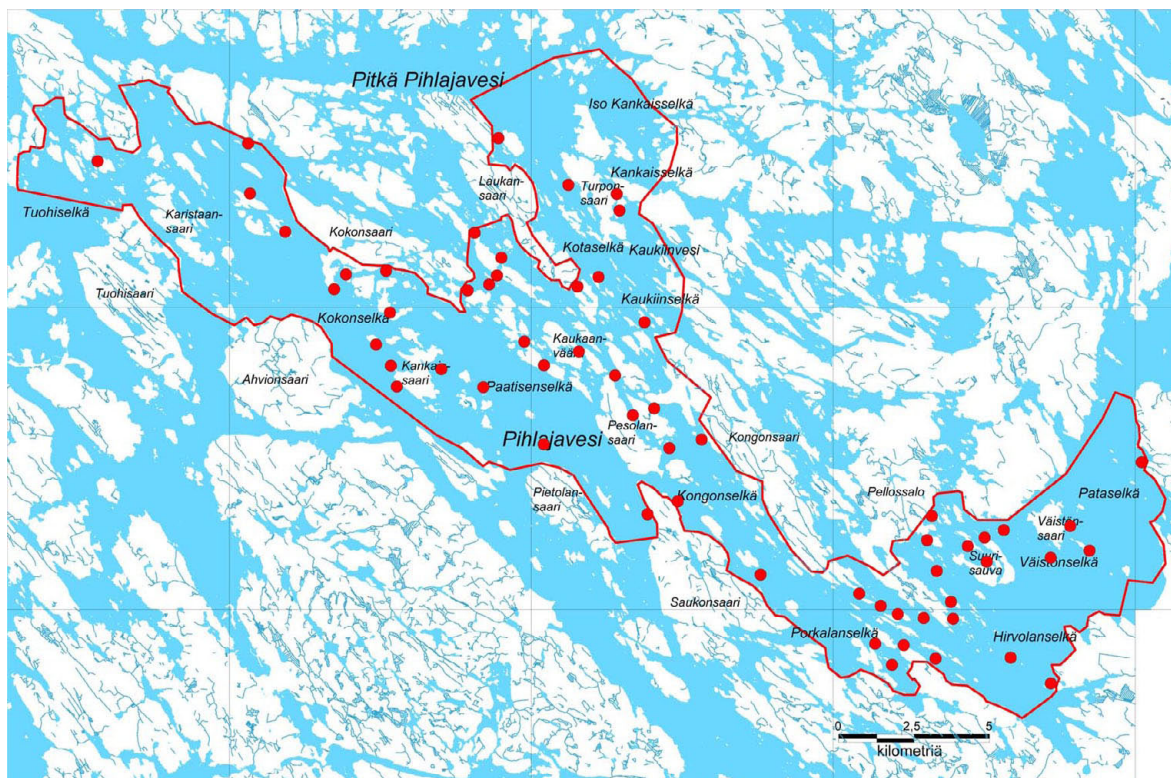 Pitkä Pihlajavesi
Iso Kankaisselkä
Kankaisselkä
Laukan-
saari
Turpon-
saari
Tuohiselkä
Karistaan-
saari
Kokonsaari
Kotaselkä
Kaukiinvesi
Tuohisaari
Kaukiinselkä
Kokonselkä
Kaukaan-
väärä
Ahvionsaari
Kankain-
saari
Paatisenselkä
Pihlajavesi
Pesolan-
saari
Kongonsaari
Pietolan-
saari
Kongonselkä
Pellossalo
Pataselkä
Väistön-
saari
Suuri-
sauva
Väistönselkä
Saukonsaari
Porkalanselkä
Hirvolanselkä
0 2,5 5
kilometriä